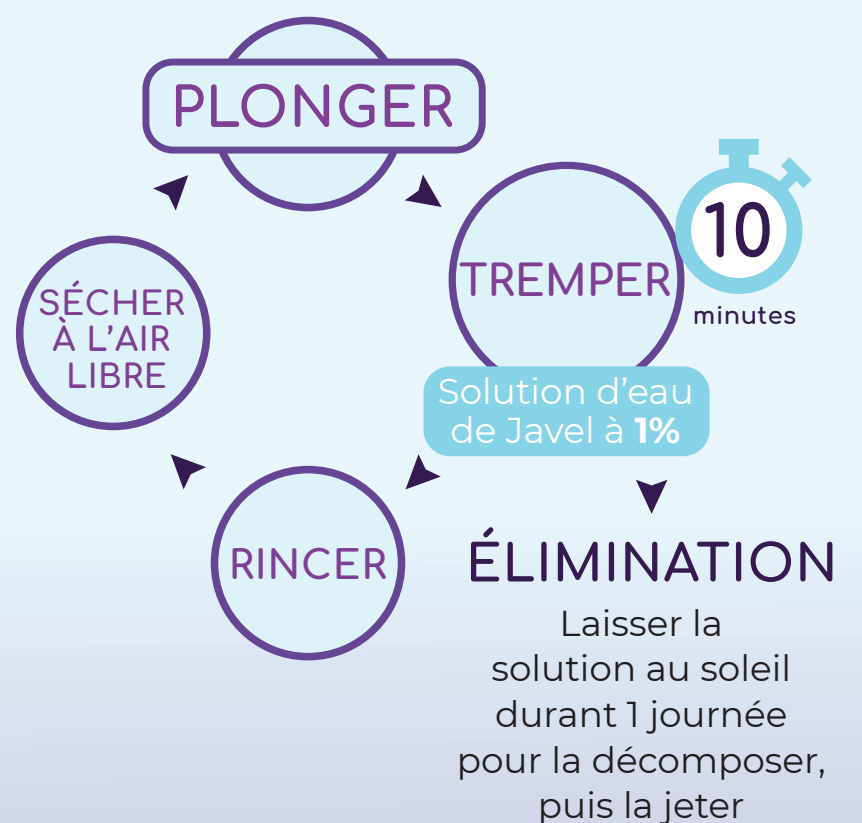 PLONGER
TREMPER
10
minutes
Solution d'eau
de Javel à 1%
SÉCHER
À L'AIR
LIBRE
RINCER
ÉLIMINATION
Laisser la
solution au soleil
durant 1 journée
pour la décomposer,
puis la jeter